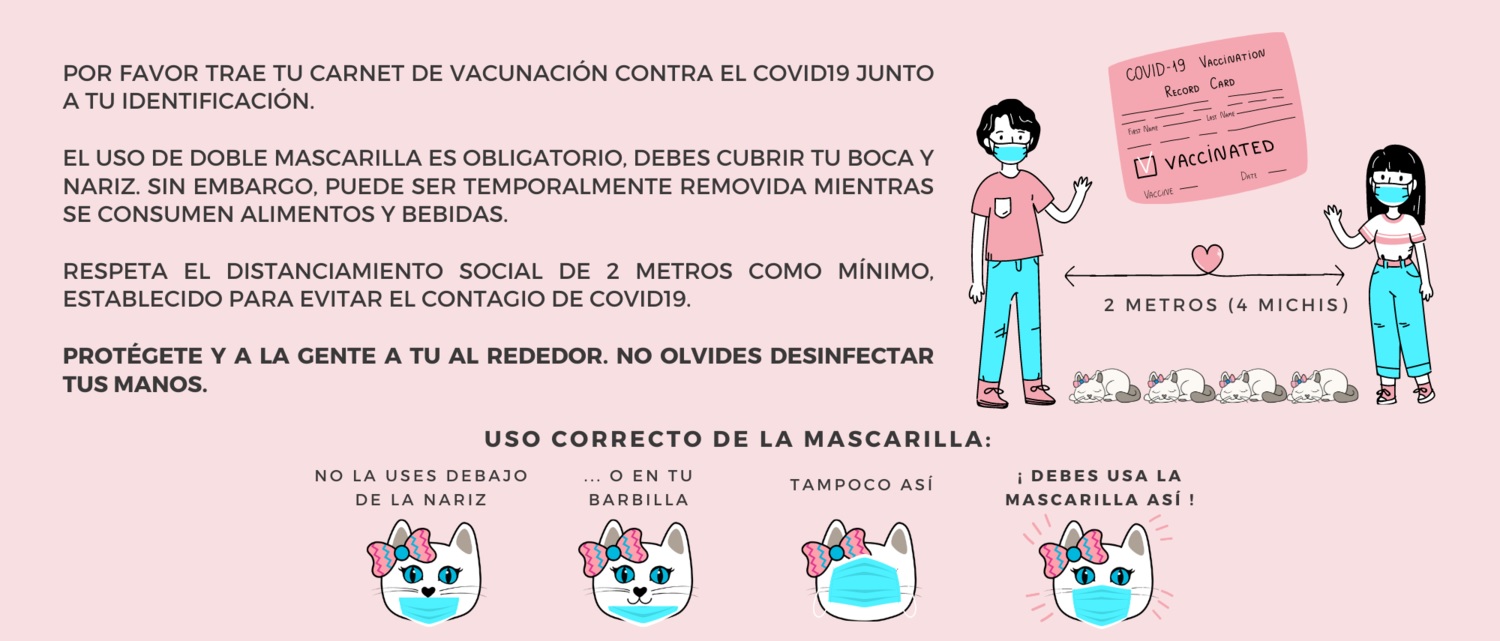 POR FAVOR TRAE TU CARNET DE VACUNACIÓN CONTRA EL COVID19 JUNTO
A TU IDENTIFICACIÓN.
EL USO DE DOBLE MASCARILLA ES OBLIGATORIO, DEBES CUBRIR TU BOCA Y
NARIZ. SIN EMBARGO, PUEDE SER TEMPORALMENTE REMOVIDA MIENTRAS
SE CONSUMEN ALIMENTOS Y BEBIDAS.
RESPETA EL DISTANCIAMIENTO SOCIAL DE 2 METROS COMO MÍNIMO,
ESTABLECIDO PARA EVITAR EL CONTAGIO DE COVID19.
PROTÉGETE Y A LA GENTE A TU AL REDEDOR. NO OLVIDES DESINFECTAR
TUS MANOS.
COVID-19 VACCINATION
RECORD CARD
First Name Last Name
VACCINATED
VACCINE DATE
2 METROS (4 MICHIS)
USO CORRECTO DE LA MASCARILLA:
NO LA USES DEBAJO
DE LA NARIZ
... O EN TU
BARBILLA
TAMPOCO ASÍ
¡ DEBES USA LA
MASCARILLA ASÍ !